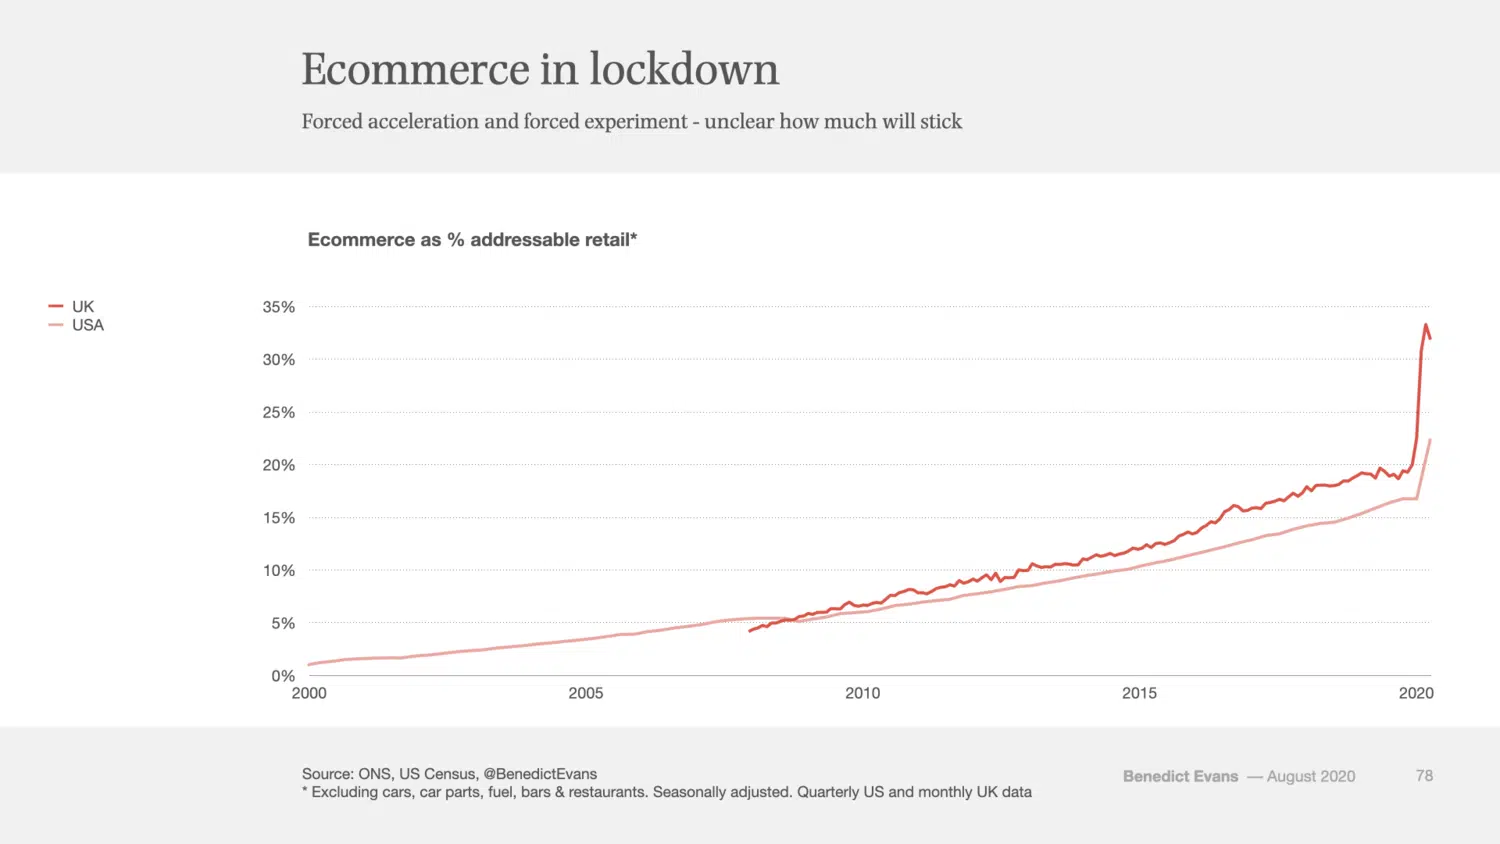 Ecommerce in lockdown
Forced acceleration and forced experiment - unclear how much will stick
Ecommerce as % addressable retail*
UK
USA
35%
30%
25%
20%
15%
10%
5%
0%
2000 2005 2010 2015 2020
Source: ONS, US Census, @BenedictEvans
* Excluding cars, car parts, fuel, bars & restaurants. Seasonally adjusted. Quarterly US and monthly UK data
Benedict Evans — August 2020 78